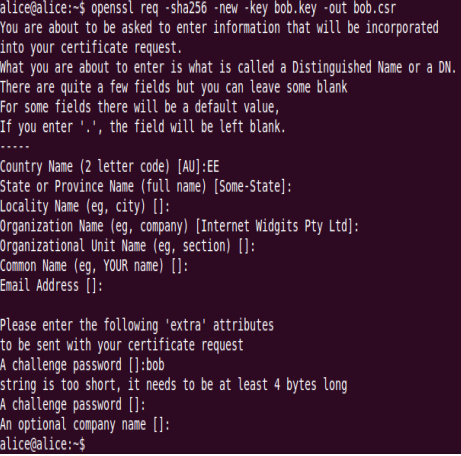 alice@alice:~$ openssl req -sha256 -new -key bob.key -out bob.csr
You are about to be asked to enter information that will be incorporated
into your certificate request.
What you are about to enter is what is called a Distinguished Name or a DN.
There are quite a few fields but you can leave some blank
For some fields there will be a default value,
If you enter '.', the field will be left blank.
-----
Country Name (2 letter code) [AU]:EE
State or Province Name (full name) [Some-State]:
Locality Name (eg, city) []:
Organization Name (eg, company) [Internet Widgits Pty Ltd]:
Organizational Unit Name (eg, section) []:
Common Name (eg, YOUR name) []:
Email Address []:

Please enter the following 'extra' attributes
to be sent with your certificate request
A challenge password []:bob
string is too short, it needs to be at least 4 bytes long
A challenge password []:
An optional company name []:
alice@alice:~$